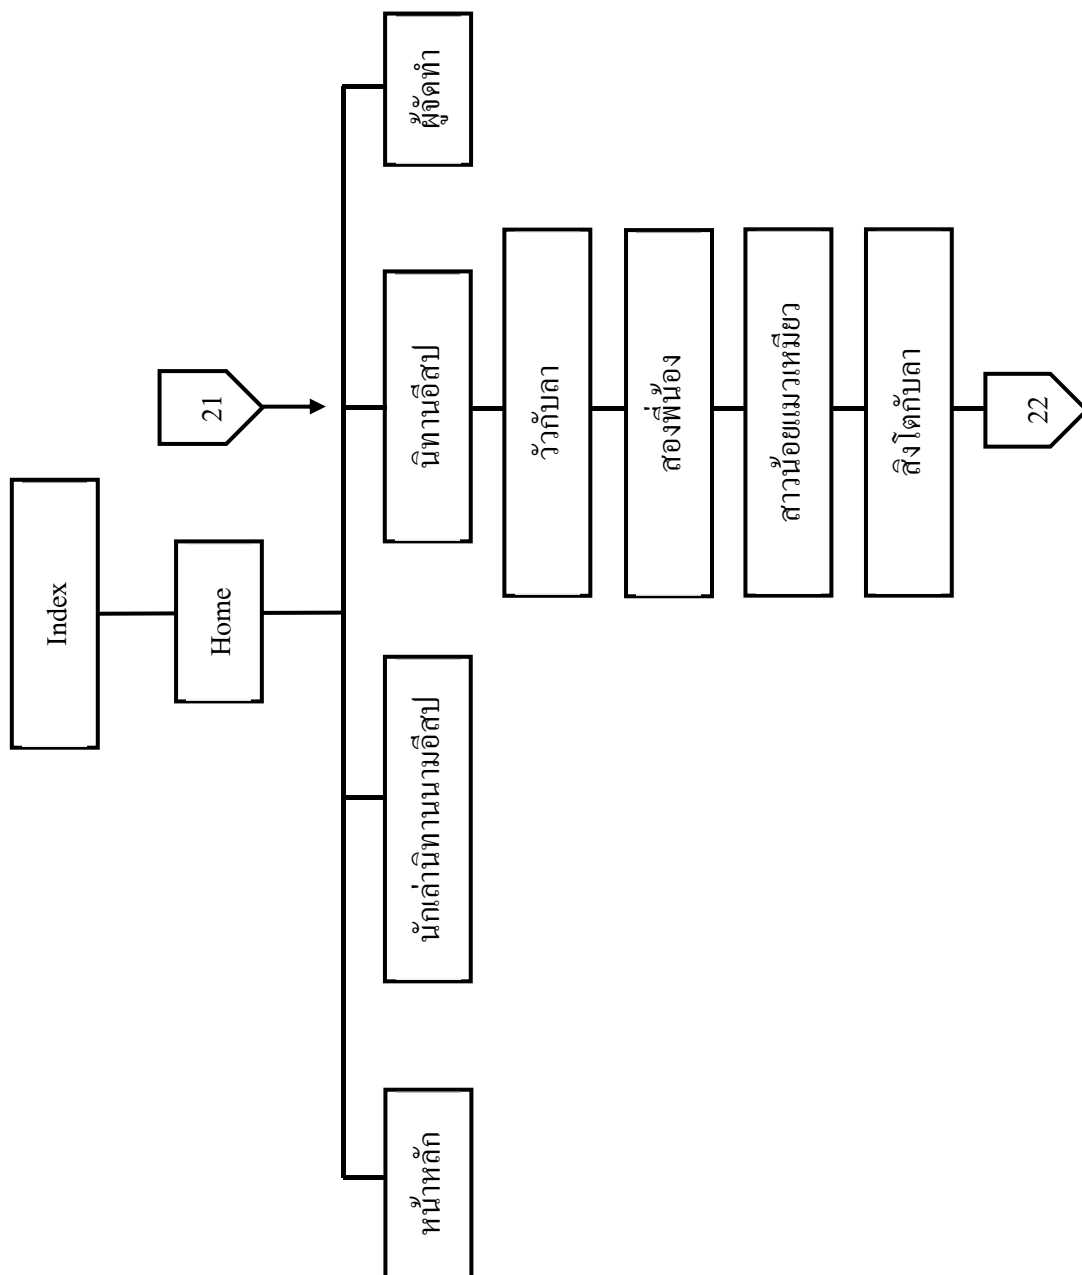 Index
Home
21
หน้าหลัก
นักเล่านิทานนามอีสป
นิทานอีสป
ผู้จัดทำ
วัวกับลา
สองพี่น้อง
สาวน้อยแมวเหมียว
สิงโตกับลา
22